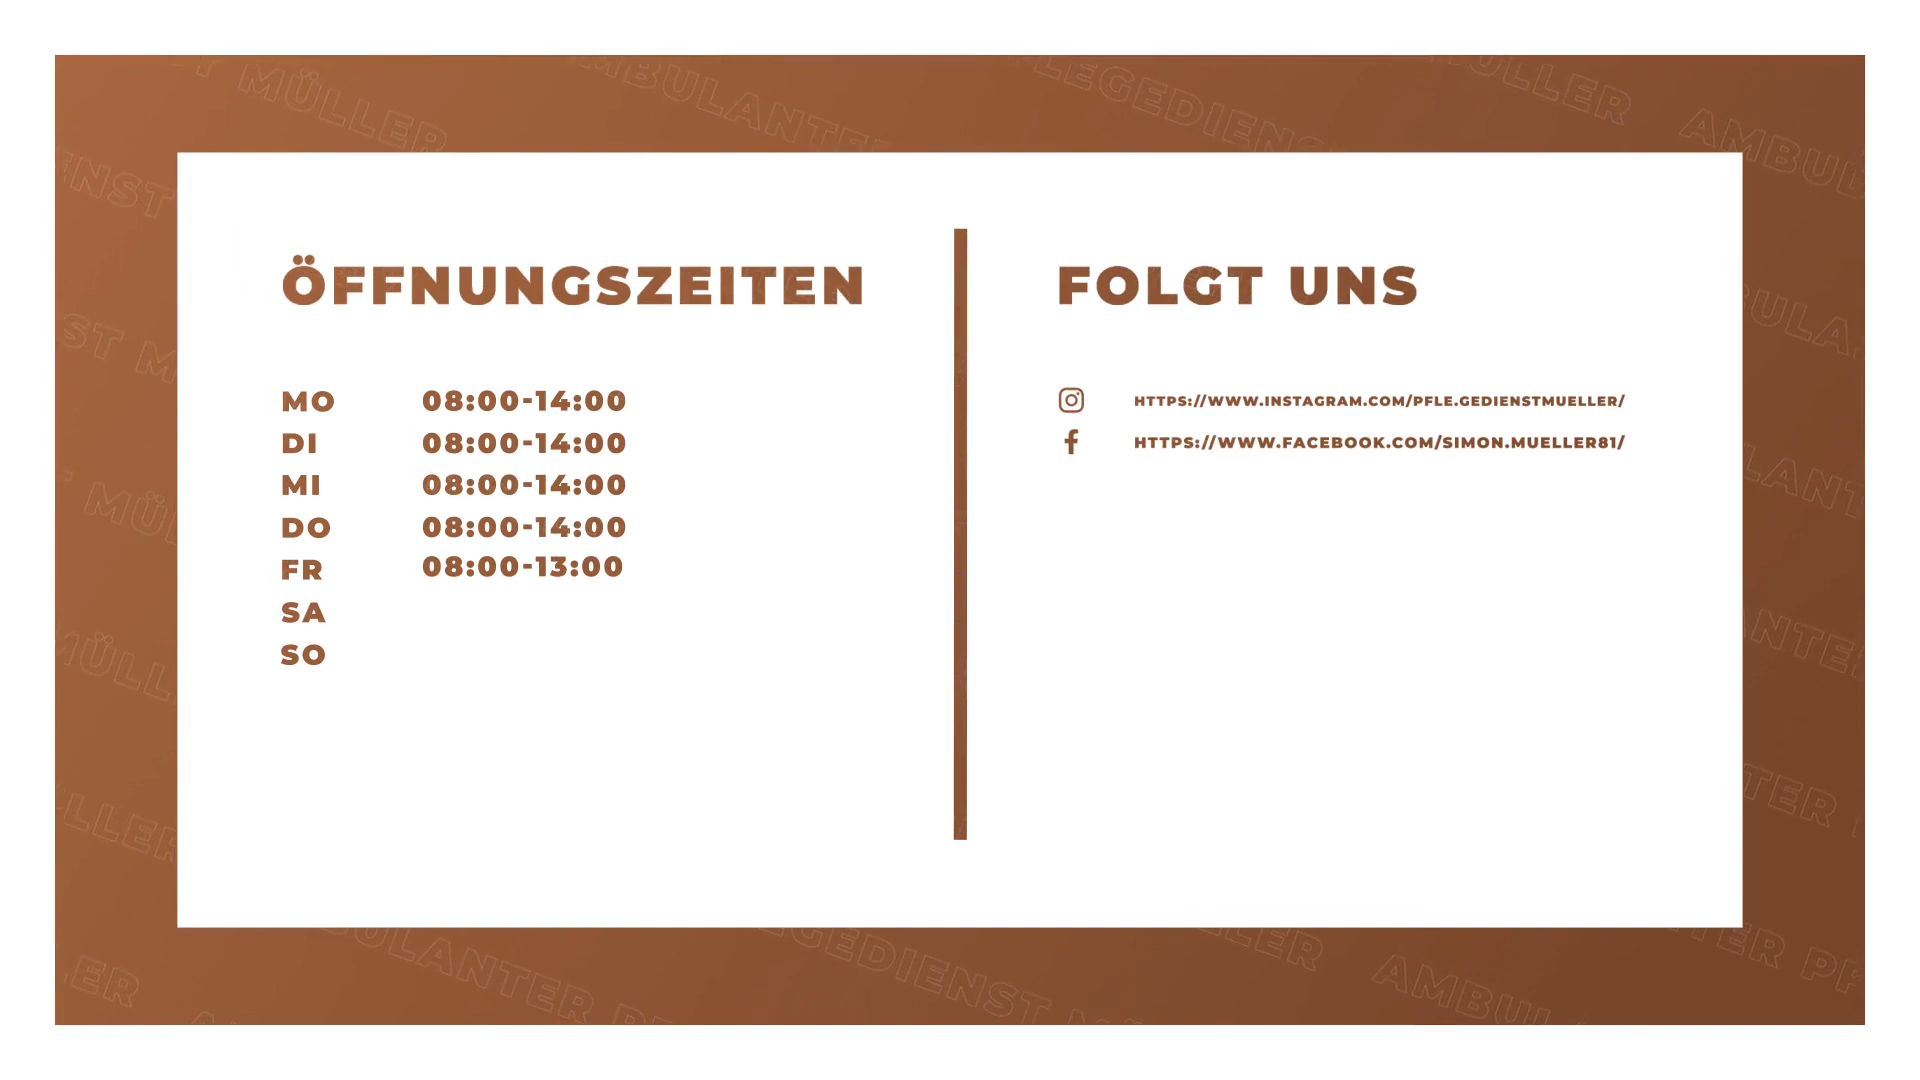 ÖFFNUNGSZEITEN
MO 08:00-14:00
DI 08:00-14:00
MI 08:00-14:00
DO 08:00-14:00
FR 08:00-13:00
SA
SO
FOLGT UNS
HTTPS://WWW.INSTAGRAM.COM/PFLE.GEDIENSTMUELLER/
HTTPS://WWW.FACEBOOK.COM/SIMON.MUELLER81/
MÜLLER
AMBULANTER